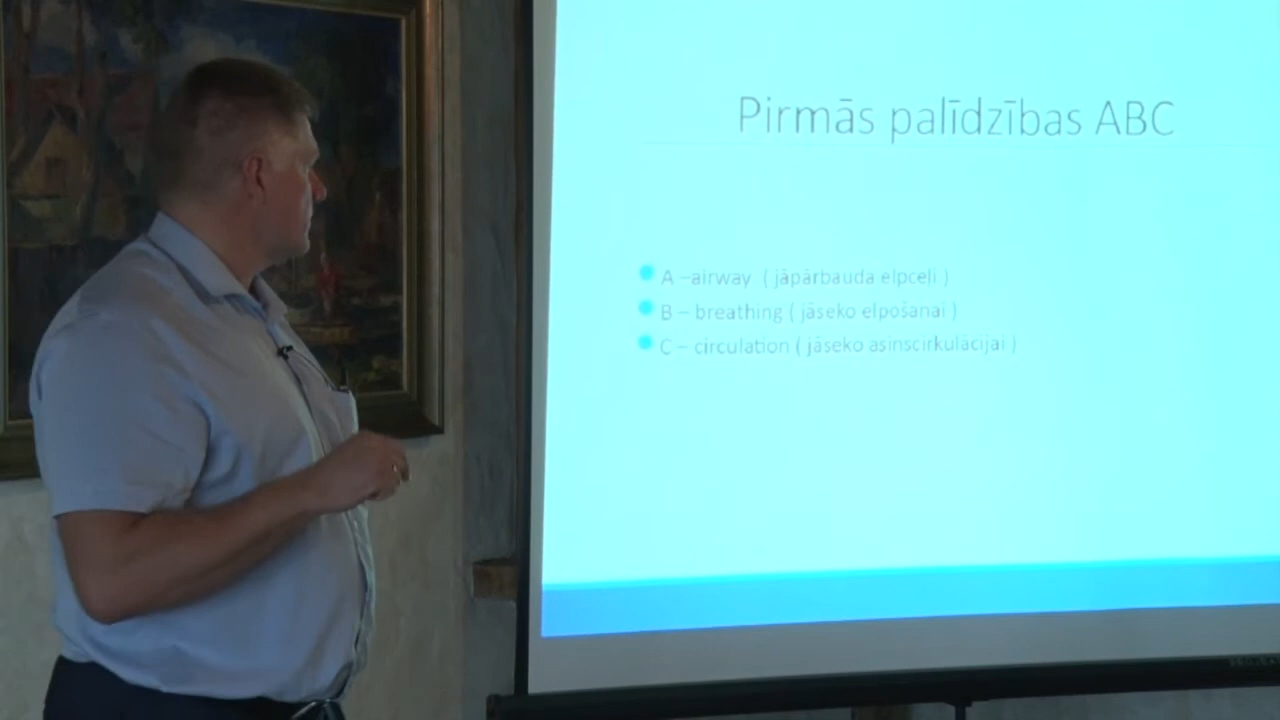 Pirmās palīdzības ABC
A –airway ( jāpārbauda elpceļi )
B – breathing ( jāseko elpošanai )
C – circulation ( jāseko asinscirkulācijai )